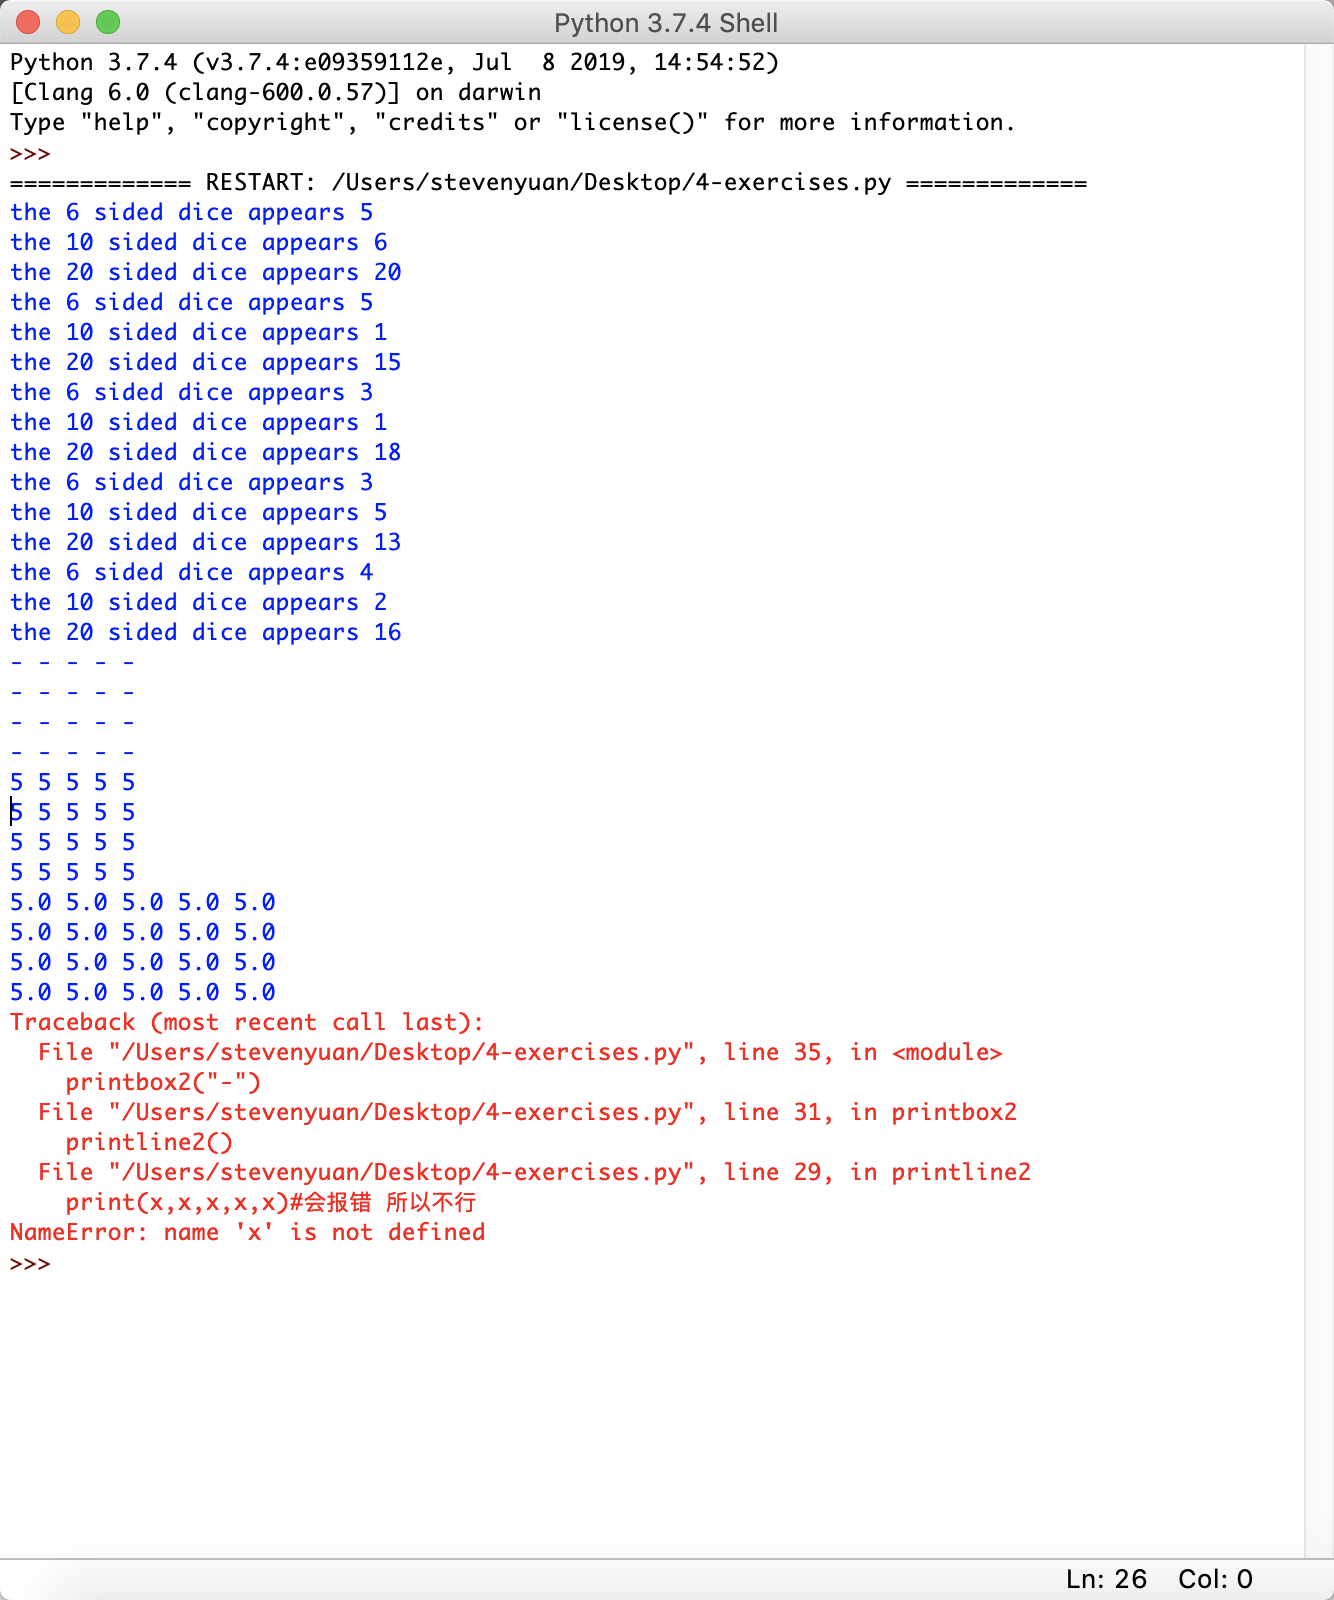 Python 3.7.4 Shell
Python 3.7.4 (v3.7.4:e09359112e, Jul  8 2019, 14:54:52)
[Clang 6.0 (clang-600.0.57)] on darwin
Type "help", "copyright", "credits" or "license()" for more information.
>>>
============= RESTART: /Users/stevenyuan/Desktop/4-exercises.py =============
the 6 sided dice appears 5
the 10 sided dice appears 6
the 20 sided dice appears 20
the 6 sided dice appears 5
the 10 sided dice appears 1
the 20 sided dice appears 15
the 6 sided dice appears 3
the 10 sided dice appears 1
the 20 sided dice appears 18
the 6 sided dice appears 3
the 10 sided dice appears 5
the 20 sided dice appears 13
the 6 sided dice appears 4
the 10 sided dice appears 2
the 20 sided dice appears 16
- - - - -
- - - - -
- - - - -
- - - - -
5 5 5 5 5
5 5 5 5 5
5 5 5 5 5
5 5 5 5 5
5.0 5.0 5.0 5.0 5.0
5.0 5.0 5.0 5.0 5.0
5.0 5.0 5.0 5.0 5.0
5.0 5.0 5.0 5.0 5.0
Traceback (most recent call last):
  File "/Users/stevenyuan/Desktop/4-exercises.py", line 35, in <module>
    printbox2("-")
  File "/Users/stevenyuan/Desktop/4-exercises.py", line 31, in printbox2
    printline2()
  File "/Users/stevenyuan/Desktop/4-exercises.py", line 29, in printline2
    print(x,x,x,x,x)#会报错 所以不行
NameError: name 'x' is not defined
>>>
Ln: 26 Col: 0